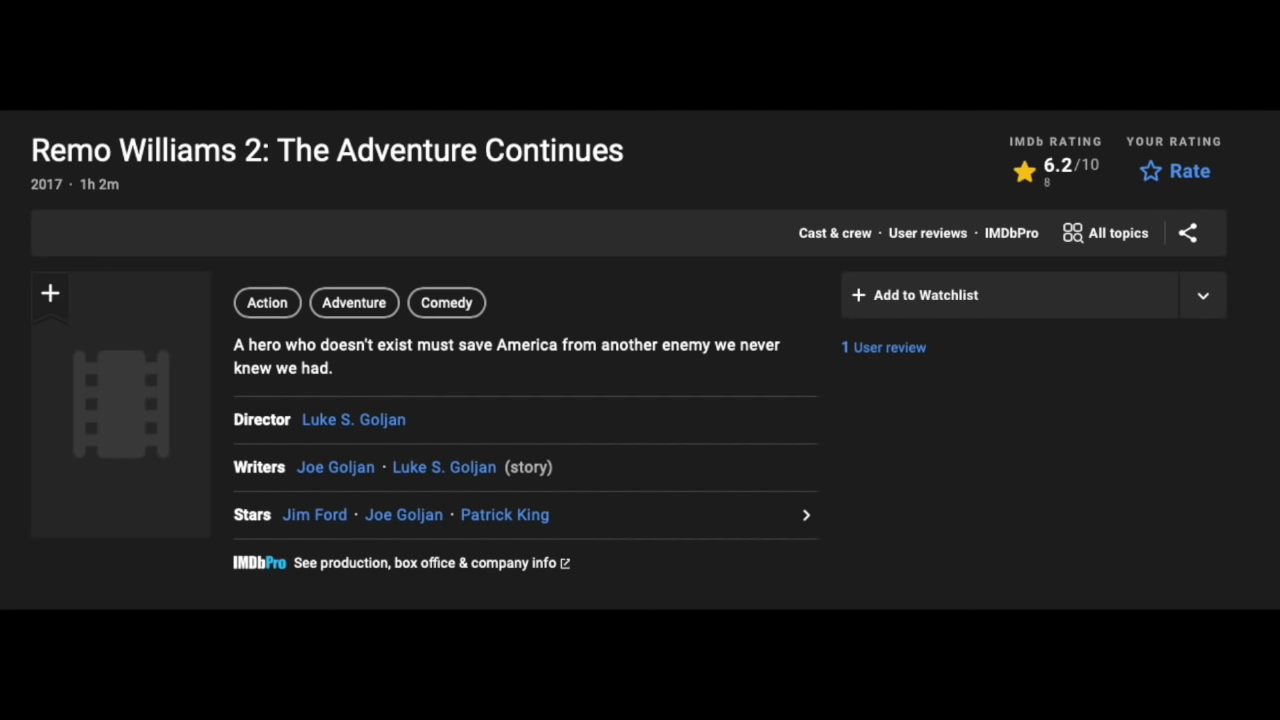 Remo Williams 2: The Adventure Continues
2017 · 1h 2m
IMDb RATING
6.2/10
8
YOUR RATING
Rate
Cast & crew · User reviews · IMDbPro
All topics
Action
Adventure
Comedy
A hero who doesn't exist must save America from another enemy we never
knew we had.
Director Luke S. Goljan
Writers Joe Goljan · Luke S. Goljan (story)
Stars Jim Ford · Joe Goljan · Patrick King
IMDbPro See production, box office & company info
+ Add to Watchlist
1 User review